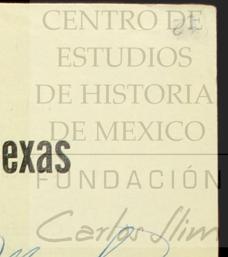 CENTRO DE
ESTUDIOS
DE HISTORIA
DE MEXICO
exas
FUNDACIÓN
Carlos Slim